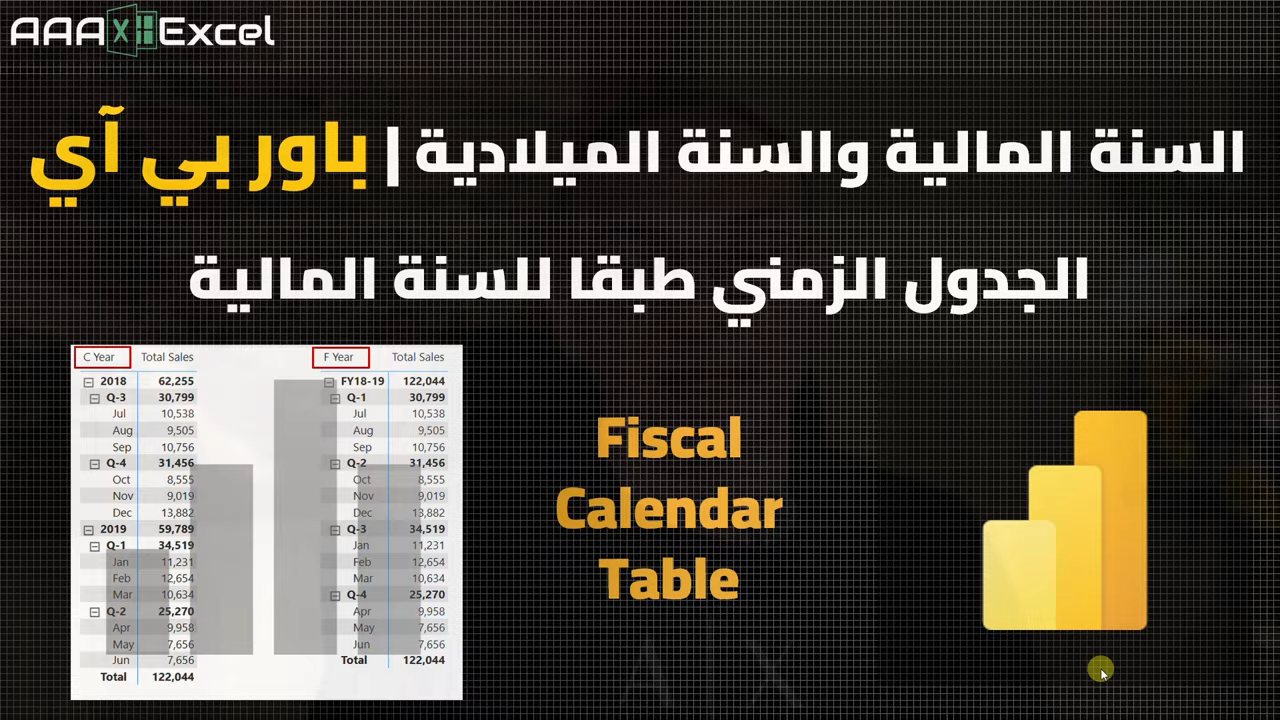 AAA Excel
السنة المالية والسنة الميلادية | باور بي آي
الجدول الزمني طبقا للسنة المالية
C Year Total Sales
2018 62,255
Q-3 30,799
Jul 10,538
Aug 9,505
Sep 10,756
Q-4 31,456
Oct 8,555
Nov 9,019
Dec 13,882
2019 59,789
Q-1 34,519
Jan 11,231
Feb 12,654
Mar 10,634
Q-2 25,270
Apr 9,958
May 7,656
Jun 7,656
Total 122,044
F Year Total Sales
FY18-19 122,044
Q-1 30,799
Jul 10,538
Aug 9,505
Sep 10,756
Q-2 31,456
Oct 8,555
Nov 9,019
Dec 13,882
Q-3 34,519
Jan 11,231
Feb 12,654
Mar 10,634
Q-4 25,270
Apr 9,958
May 7,656
Jun 7,656
Total 122,044
Fiscal
Calendar
Table